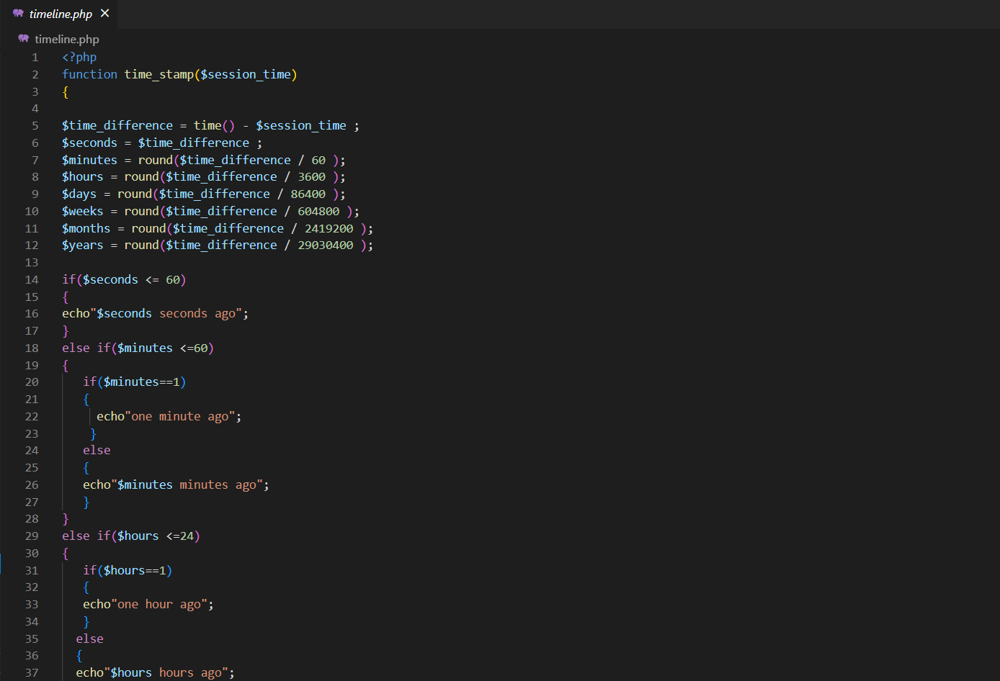 timeline.php ×
timeline.php
1 <?php
2 function time_stamp($session_time)
3 {
4
5 $time_difference = time() - $session_time ;
6 $seconds = $time_difference ;
7 $minutes = round($time_difference / 60 );
8 $hours = round($time_difference / 3600 );
9 $days = round($time_difference / 86400 );
10 $weeks = round($time_difference / 604800 );
11 $months = round($time_difference / 2419200 );
12 $years = round($time_difference / 29030400 );
13
14 if($seconds <= 60)
15 {
16 echo"$seconds seconds ago";
17 }
18 else if($minutes <=60)
19 {
20    if($minutes==1)
21    {
22      echo"one minute ago";
23     }
24    else
25    {
26    echo"$minutes minutes ago";
27    }
28 }
29 else if($hours <=24)
30 {
31    if($hours==1)
32    {
33    echo"one hour ago";
34    }
35   else
36   {
37   echo"$hours hours ago";